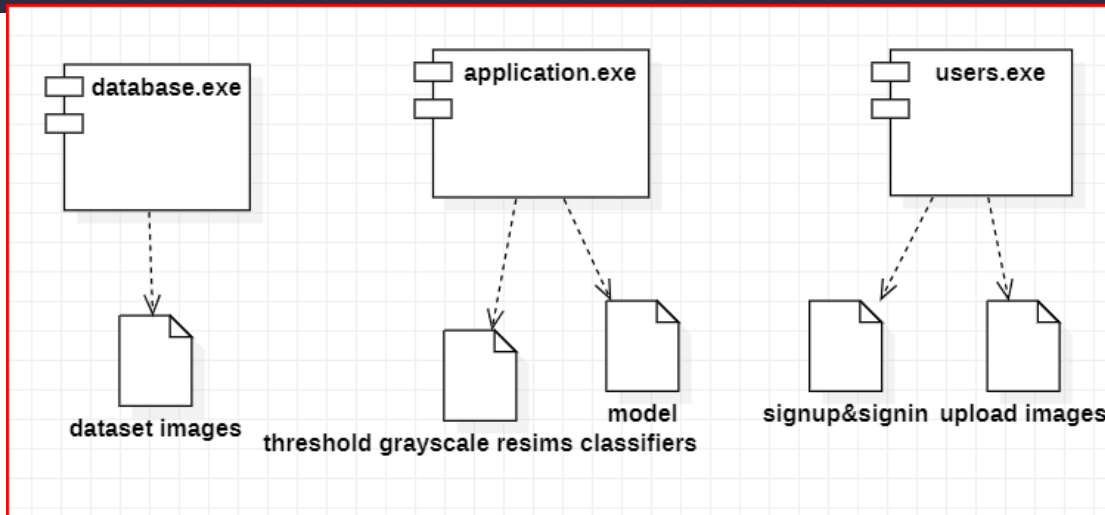 database.exe
application.exe
users.exe
dataset images
threshold grayscale resims classifiers
model
signup&signin
upload images